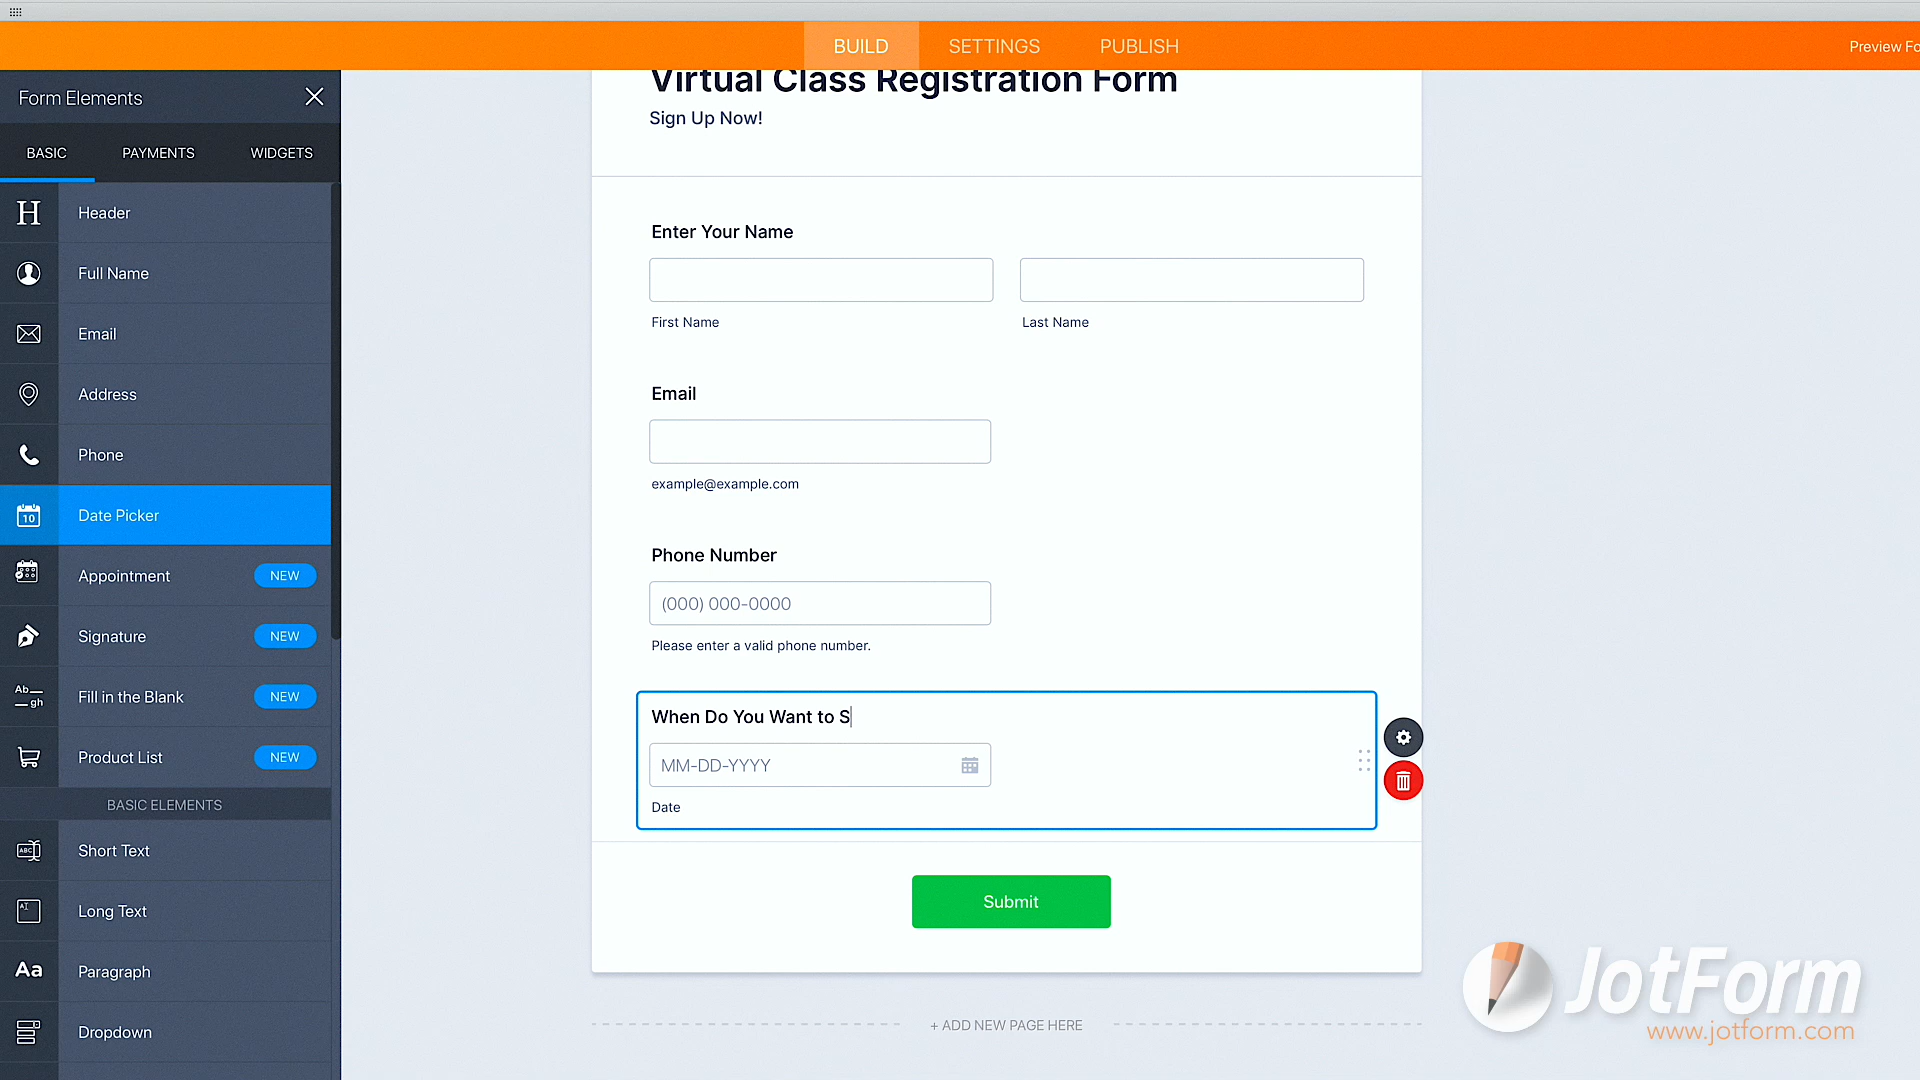 BUILD SETTINGS PUBLISH Preview Fo
Form Elements
BASIC PAYMENTS WIDGETS
H Header
Full Name
Email
Address
Phone
10 Date Picker
Appointment NEW
Signature NEW
Ab gh Fill in the Blank NEW
Product List NEW
BASIC ELEMENTS
ABC Short Text
Long Text
Aa Paragraph
Dropdown
Virtual Class Registration Form
Sign Up Now!
Enter Your Name
First Name Last Name
Email
example@example.com
Phone Number
(000) 000-0000
Please enter a valid phone number.
When Do You Want to S
MM-DD-YYYY
Date
Submit
+ ADD NEW PAGE HERE
JotForm
www.jotform.com